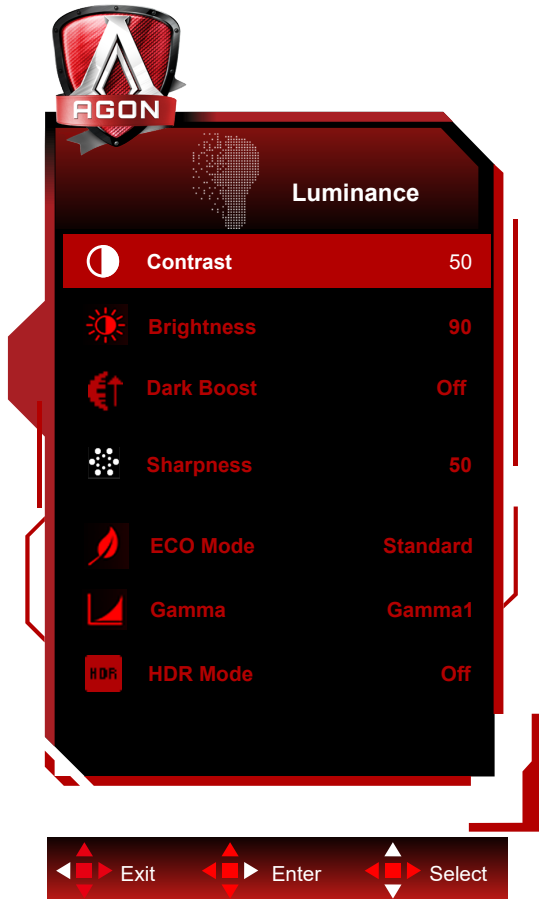 AGON
Luminance
Contrast 50
Brightness 90
Dark Boost Off
Sharpness 50
ECO Mode Standard
Gamma Gamma1
HDR HDR Mode Off
Exit Enter Select